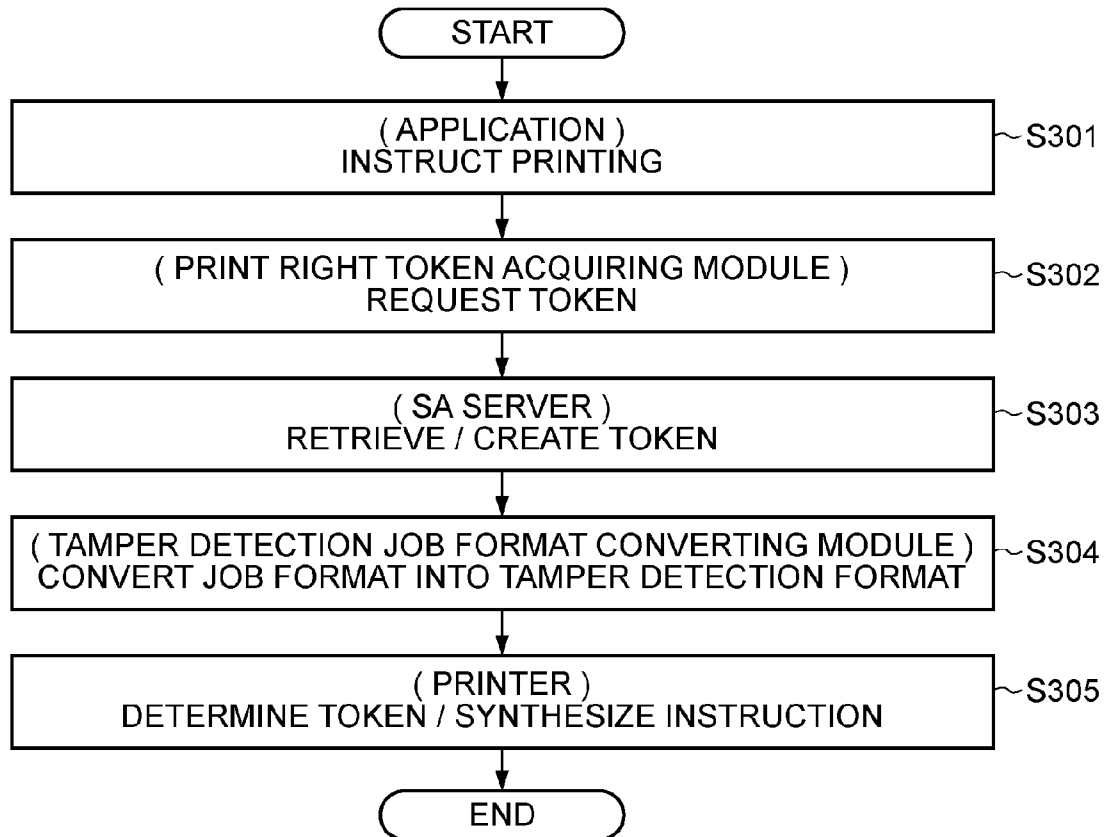 START
( APPLICATION )
INSTRUCT PRINTING
S301
( PRINT RIGHT TOKEN ACQUIRING MODULE )
REQUEST TOKEN
S302
( SA SERVER )
RETRIEVE / CREATE TOKEN
S303
( TAMPER DETECTION JOB FORMAT CONVERTING MODULE )
CONVERT JOB FORMAT INTO TAMPER DETECTION FORMAT
S304
( PRINTER )
DETERMINE TOKEN / SYNTHESIZE INSTRUCTION
S305
END